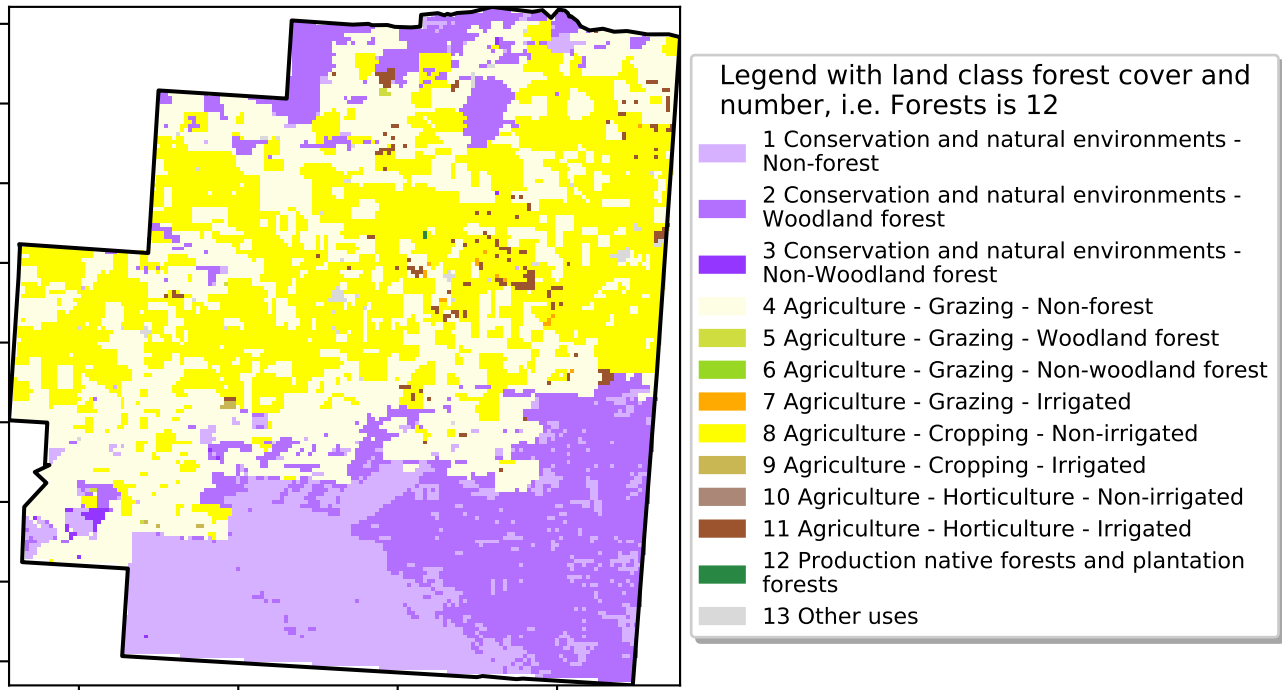 Legend with land class forest cover and
number, i.e. Forests is 12
1 Conservation and natural environments -
Non-forest
2 Conservation and natural environments -
Woodland forest
3 Conservation and natural environments -
Non-Woodland forest
4 Agriculture - Grazing - Non-forest
5 Agriculture - Grazing - Woodland forest
6 Agriculture - Grazing - Non-woodland forest
7 Agriculture - Grazing - Irrigated
8 Agriculture - Cropping - Non-irrigated
9 Agriculture - Cropping - Irrigated
10 Agriculture - Horticulture - Non-irrigated
11 Agriculture - Horticulture - Irrigated
12 Production native forests and plantation
forests
13 Other uses